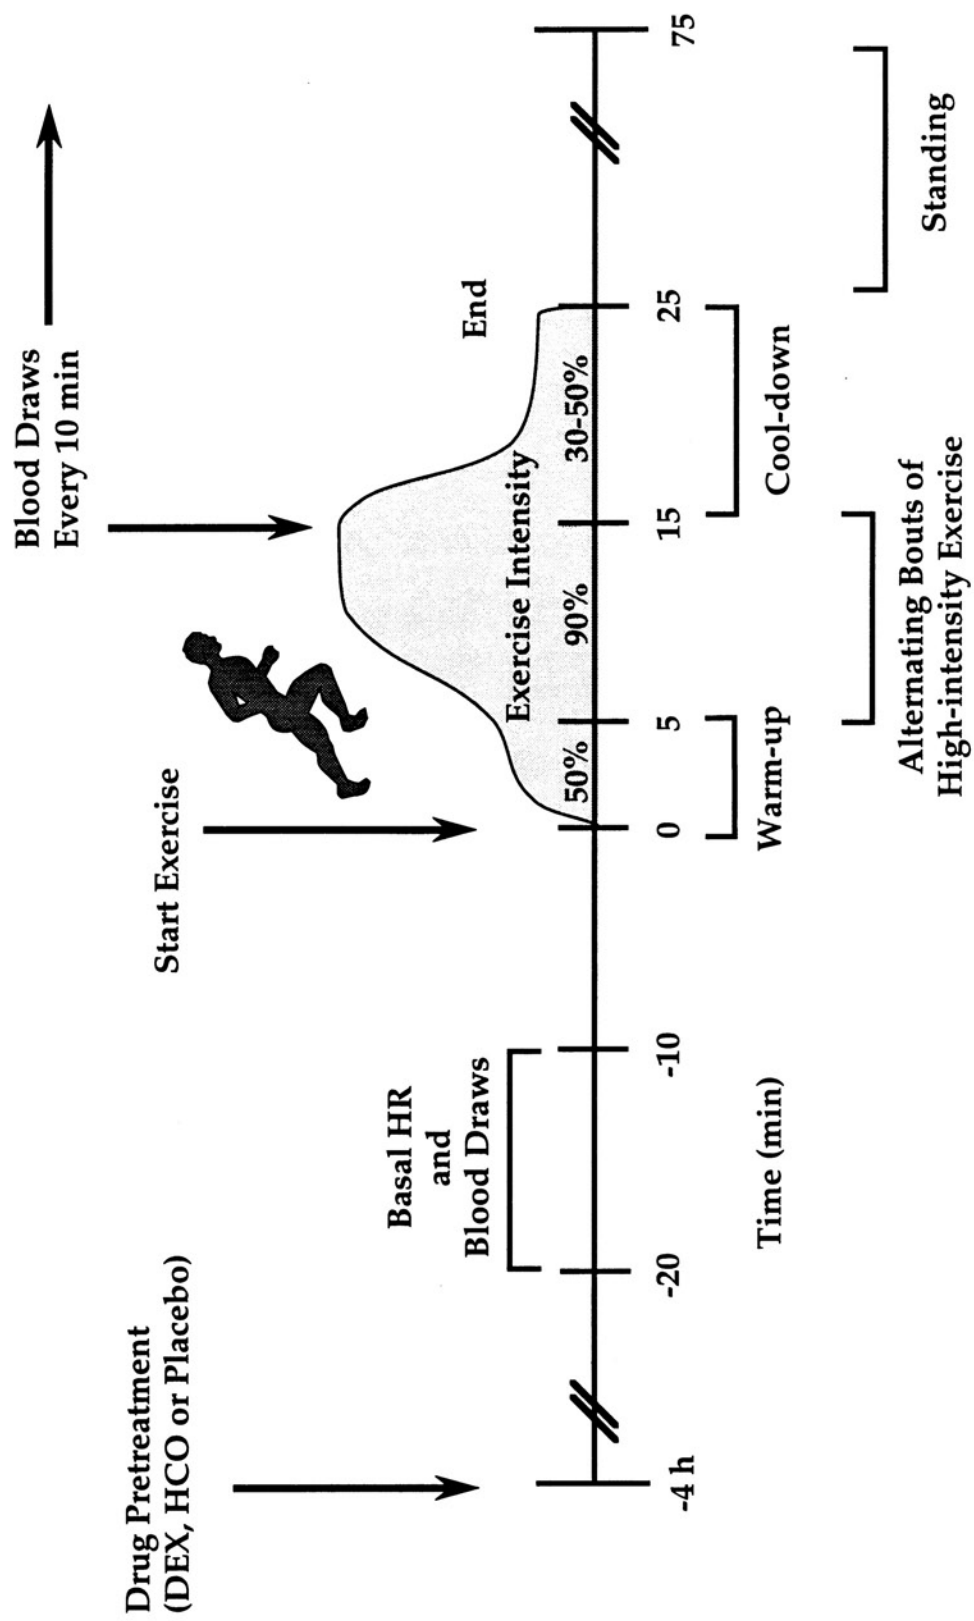 Drug Pretreatment
(DEX, HCO or Placebo)
Basal HR
and
Blood Draws
Start Exercise
Blood Draws
Every 10 min
End
Exercise Intensity
50%
90%
30-50%
-4 h
-20
-10
0
5
15
25
75
Time (min)
Warm-up
Cool-down
Alternating Bouts of
High-intensity Exercise
Standing